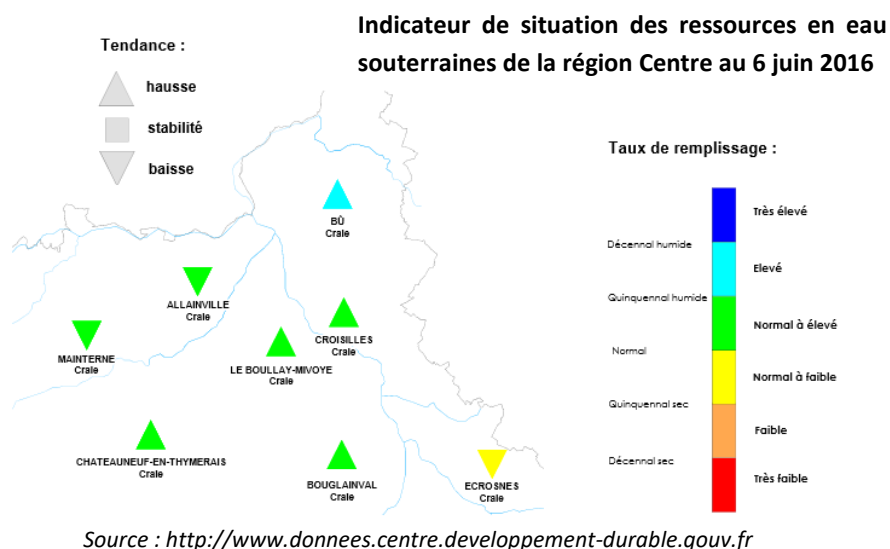 Indicateur de situation des ressources en eau
souterraines de la région Centre au 6 juin 2016
Tendance :
hausse
stabilité
baisse
Taux de remplissage :
Très élevé
Décennal humide
Elevé
Quinquennal humide
Normal à élevé
Normal
Normal à faible
Quinquennal sec
Faible
Décennal sec
Très faible
BÛ
Craie
ALLAINVILLE
Craie
MAINTERNE
Craie
CROISILLES
Craie
LE BOULLAY-MIVOYE
Craie
CHATEAUNEUF-EN-THYMERAIS
Craie
BOUGLAINVAL
Craie
ECROSNES
Craie
Source : http://www.donnees.centre.developpement-durable.gouv.fr